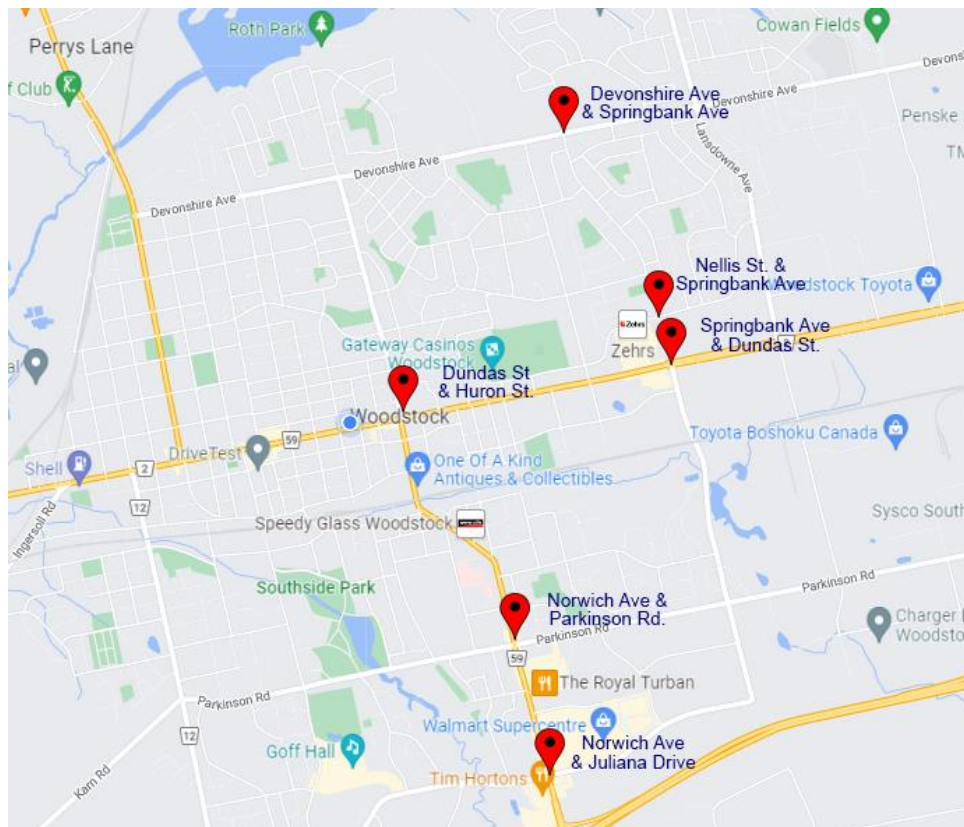 Roth Park
Cowan Fields
Perrys Lane
f Club
Devonshire Ave
& Springbank Ave
Devonshire Ave
Devons
Penske
Lansdowne Ave
TM
Devonshire Ave
Devonshire Ave
Nellis St. &
Springbank Ave
Woodstock Toyota
Zehrs
Zehrs
Springbank Ave
& Dundas St.
Gateway Casinos
Woodstock
Dundas St
& Huron St.
al
Woodstock
59
DriveTest
Toyota Boshoku Canada
One Of A Kind
Antiques & Collectibles
Shell
2
12
Ingersoll Rd
Speedy Glass Woodstock
Sysco South
Southside Park
Parkinson Rd
Norwich Ave &
Parkinson Rd.
Parkinson Rd
Charger
Woodsto
59
The Royal Turban
Parkinson Rd
Walmart Supercentre
12
Goff Hall
Norwich Ave
& Juliana Drive
Tim Hortons
Karn Rd